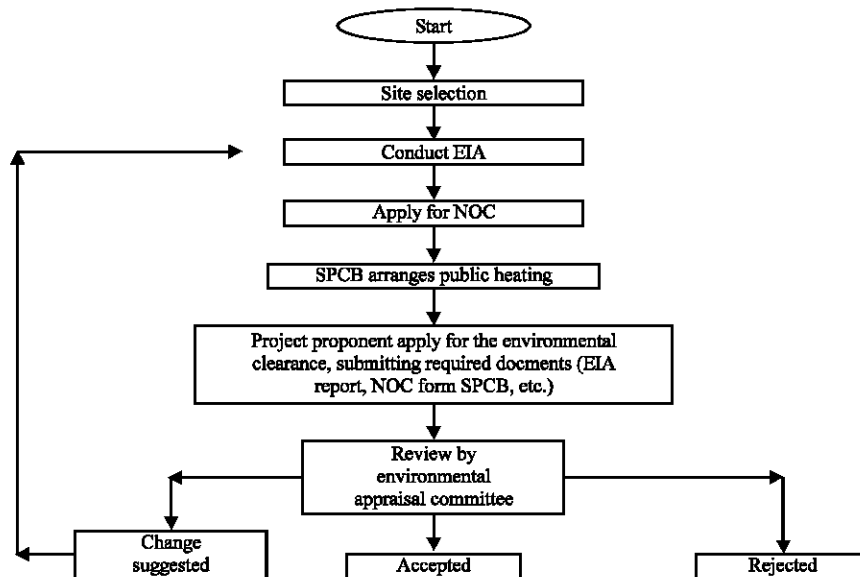 Start
Site selection
Conduct EIA
Apply for NOC
SPCB arranges public heating
Project proponent apply for the environmental
clearance, submitting required docments (EIA
report, NOC form SPCB, etc.)
Review by
environmental
appraisal committee
Change
suggested
Accepted
Rejected